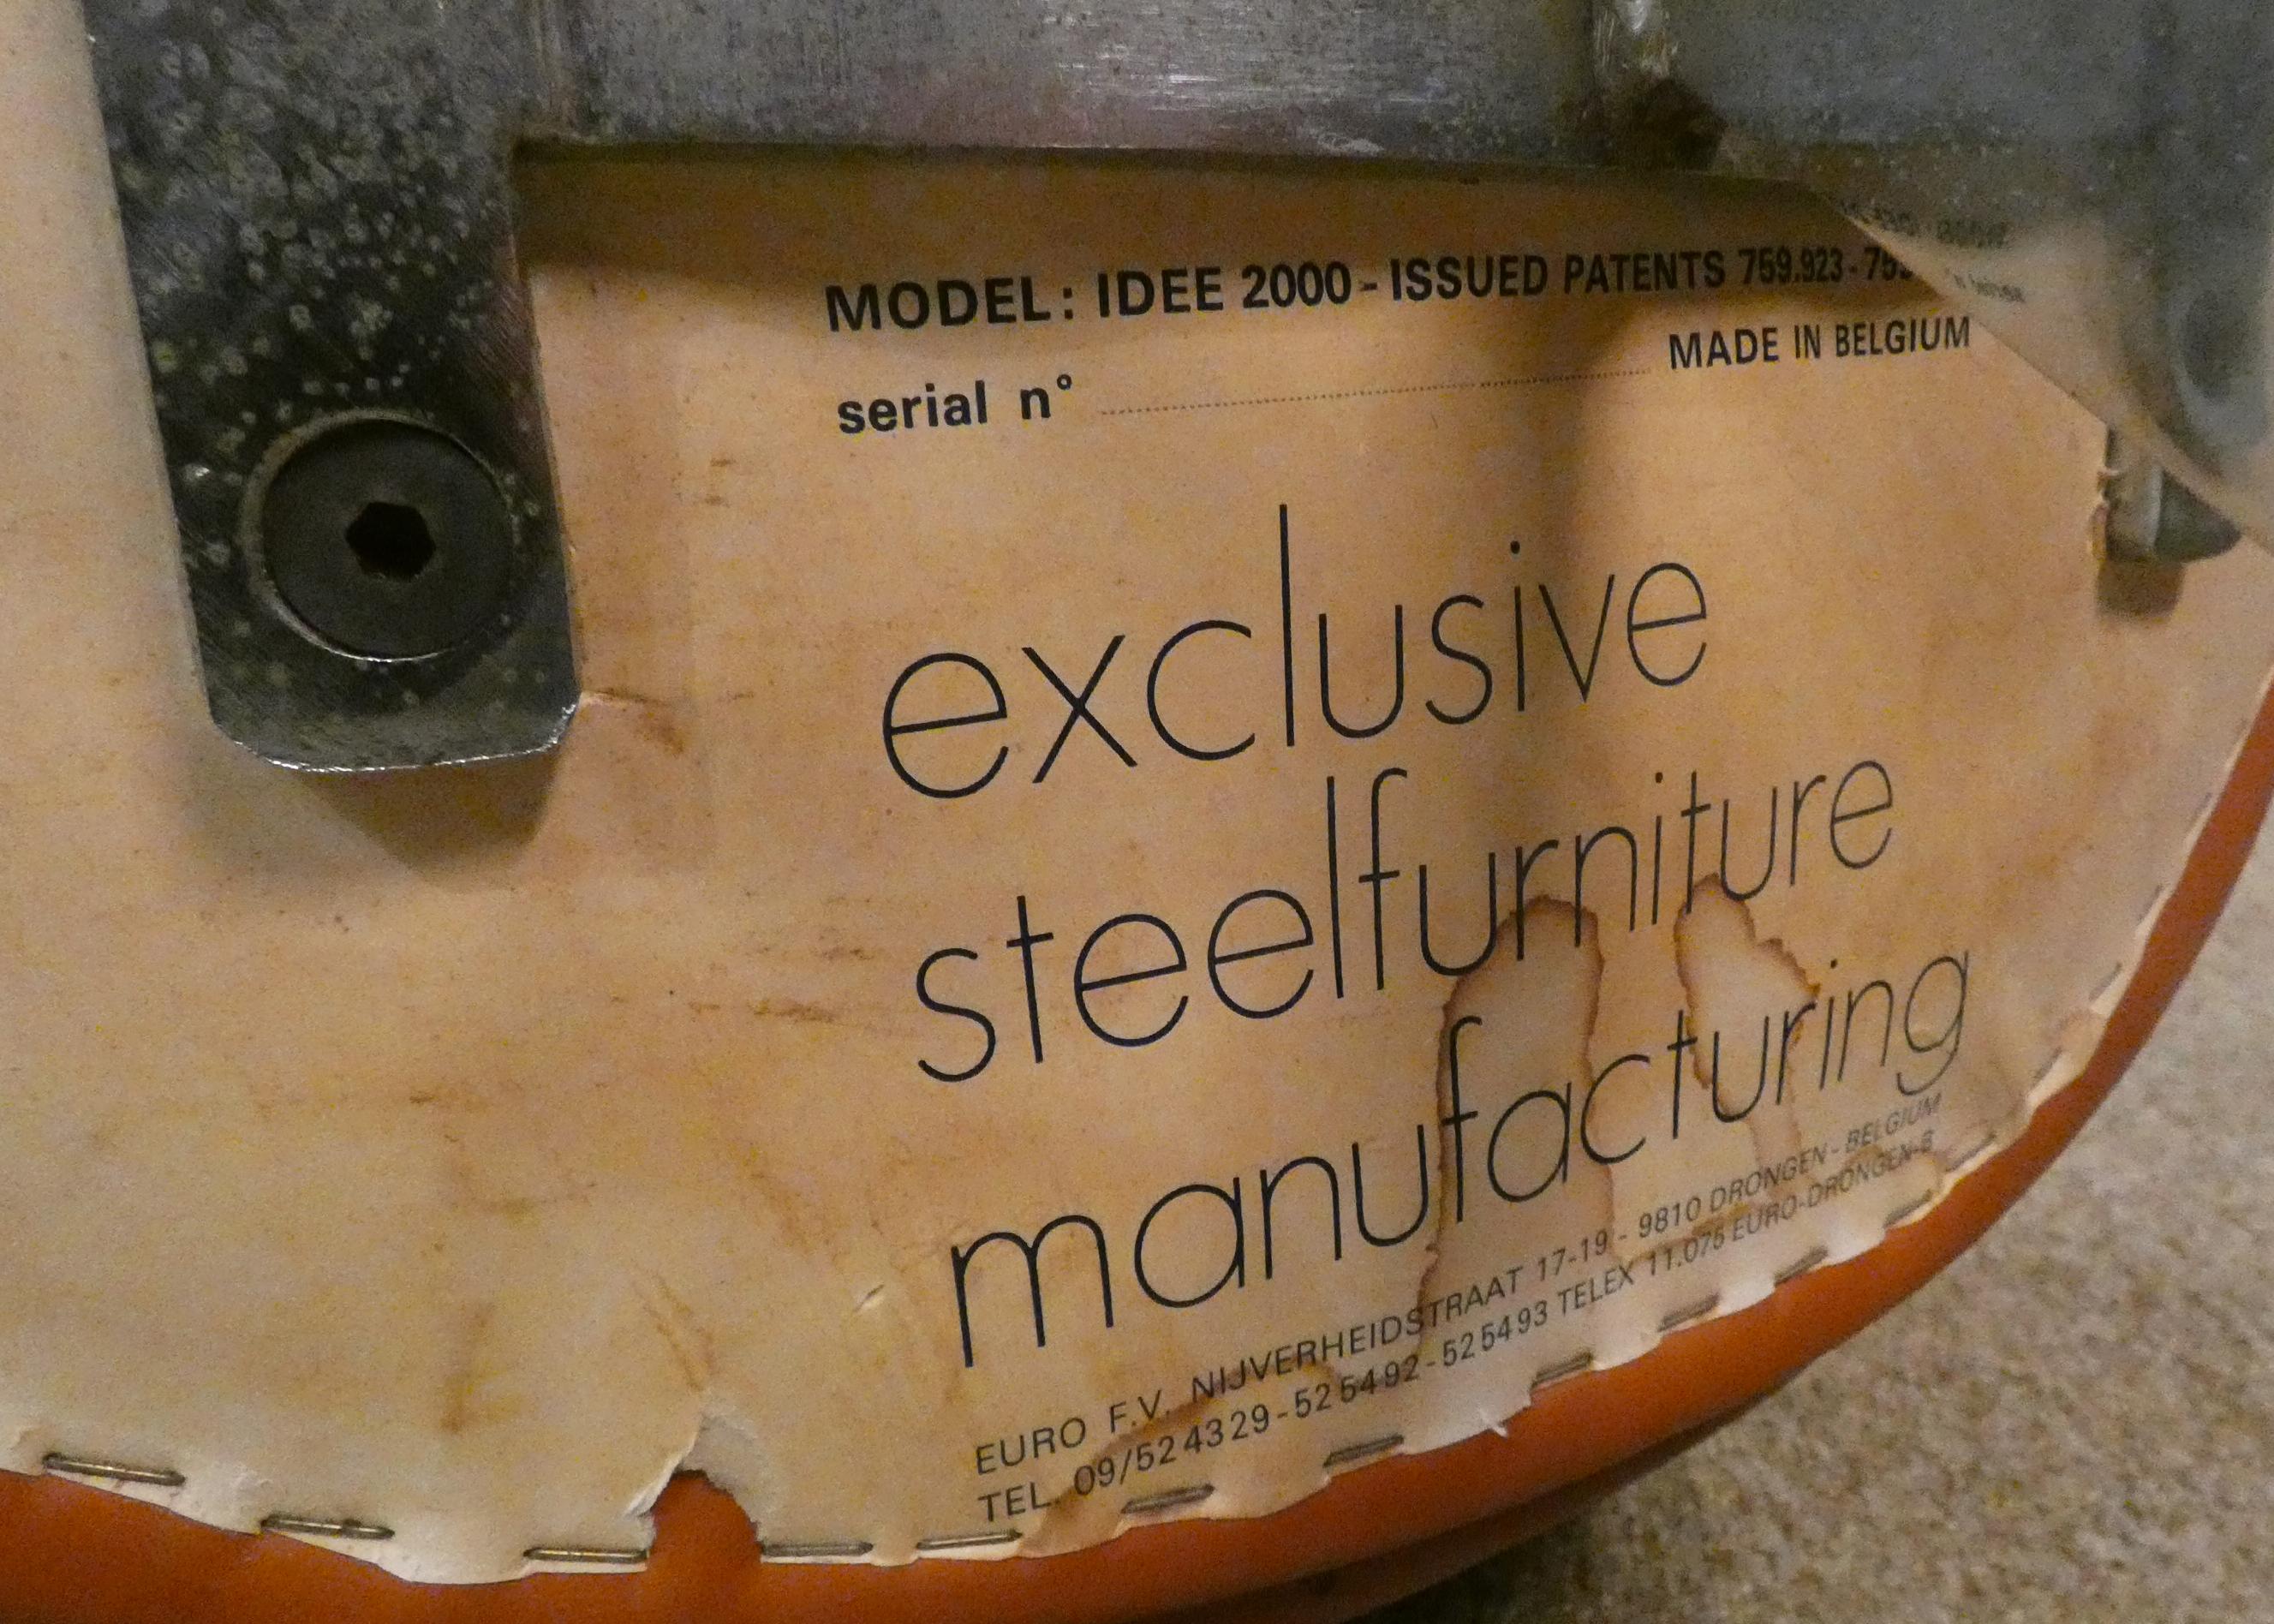 MODEL: IDEE 2000 - ISSUED PATENTS 759.923 -
MADE IN BELGIUM
serial n°
exclusive
steelfurniture
manufacturing
EURO F.V. NIJVERHEIDSTRAAT 17-19 - 9810 DRONGEN - BELGIUM
TEL. 09/52 43 29 - 52 54 92 - 52 54 93 TELEX 11.075 EURO-DRONGEN-B